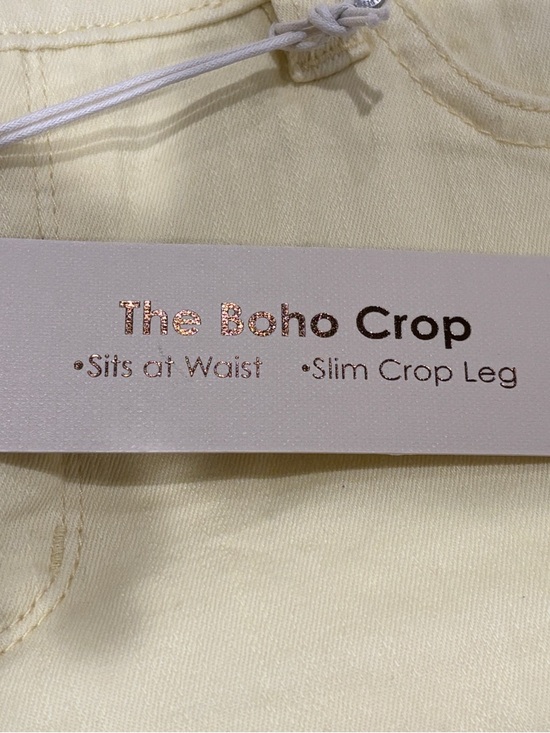 The Boho Crop
•Sits at Waist •Slim Crop Leg